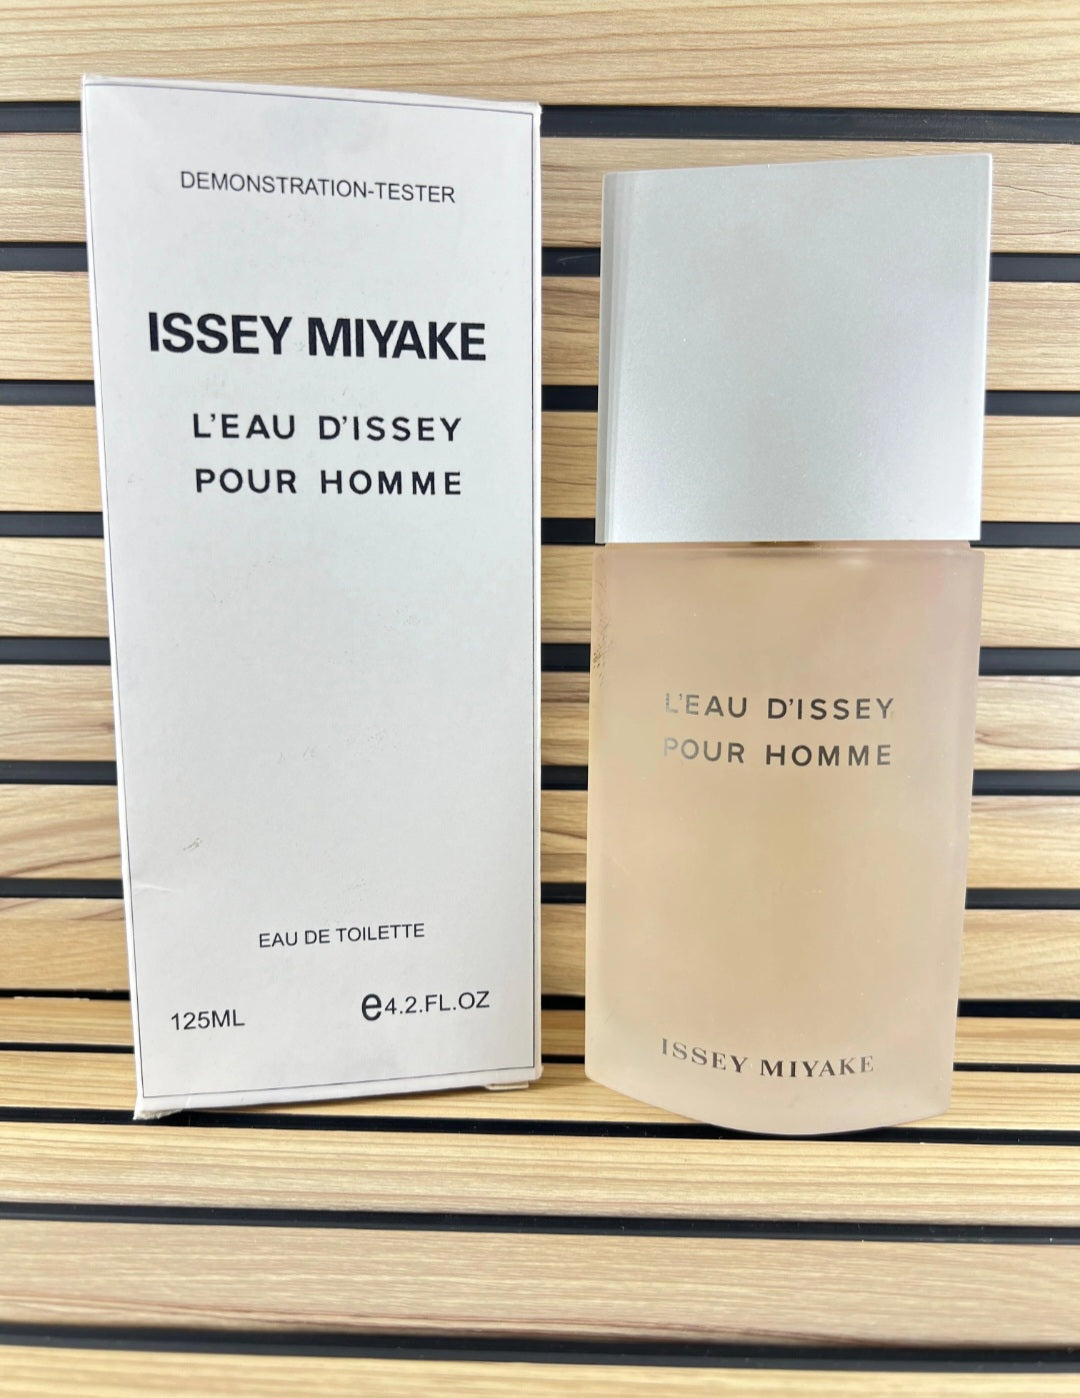 DEMONSTRATION-TESTER
ISSEY MIYAKE
L'EAU D'ISSEY
POUR HOMME
EAU DE TOILETTE
125ML
e4.2.FL.OZ
L'EAU D'ISSEY
POUR HOMME
ISSEY MIYAKE